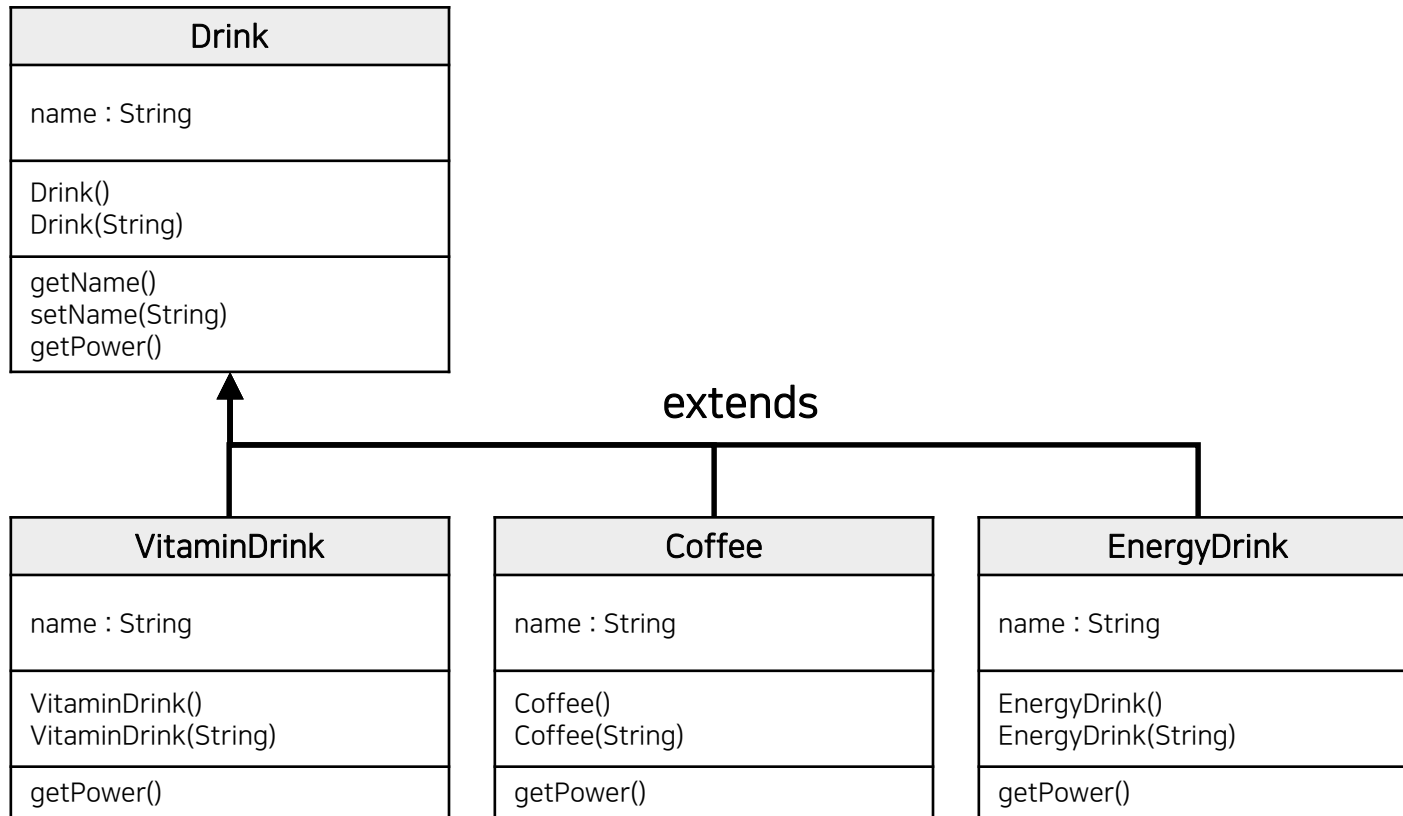 Drink
name : String
Drink()
Drink(String)
getName()
setName(String)
getPower()
extends
VitaminDrink
name : String
VitaminDrink()
VitaminDrink(String)
getPower()
Coffee
name : String
Coffee()
Coffee(String)
getPower()
EnergyDrink
name : String
EnergyDrink()
EnergyDrink(String)
getPower()